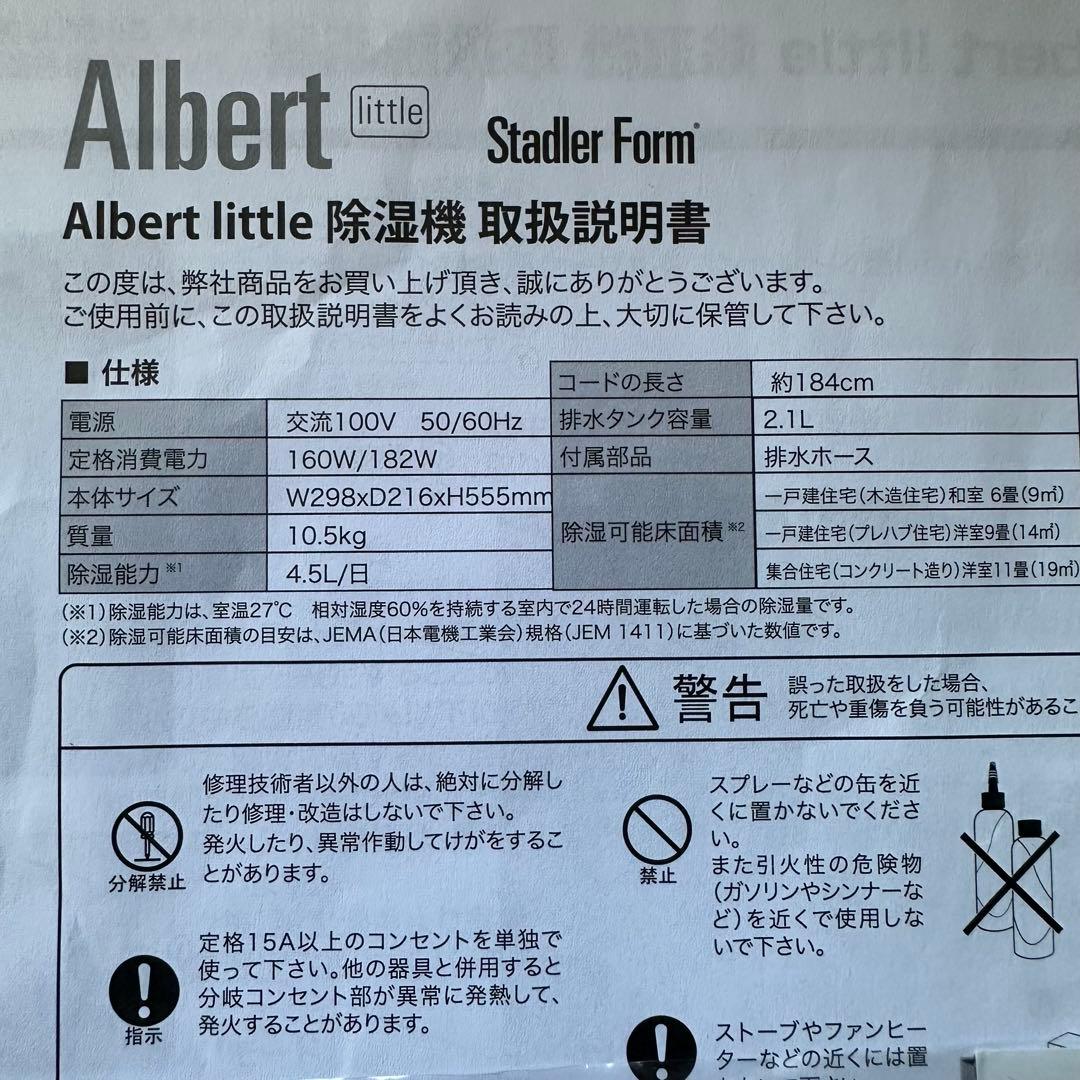 Albert little
Stadler Form
Albert little 除湿機 取扱説明書
この度は、弊社商品をお買い上げ頂き、誠にありがとうございます。
ご使用前に、この取扱説明書をよくお読みの上、大切に保管して下さい。
■ 仕様
電源 交流100V 50/60Hz
定格消費電力 160W/182W
本体サイズ W298xD216xH555mm
質量 10.5kg
除湿能力※1 4.5L/日
コードの長さ 約184cm
排水タンク容量 2.1L
付属部品 排水ホース
除湿可能床面積※2
一戸建住宅(木造住宅)和室 6畳(9㎡)
一戸建住宅(プレハブ住宅)洋室9畳(14㎡)
集合住宅(コンクリート造り)洋室11畳(19㎡)
(※1)除湿能力は、室温27℃ 相対湿度60%を持続する室内で24時間運転した場合の除湿量です。
(※2)除湿可能床面積の目安は、JEMA(日本電機工業会)規格(JEM 1411)に基づいた数値です。
警告
誤った取扱をした場合、
死亡や重傷を負う可能性があるこ
修理技術者以外の人は、絶対に分解し
たり修理・改造はしないで下さい。
発火したり、異常作動してけがをするこ
とがあります。
分解禁止
定格15A以上のコンセントを単独で
使って下さい。他の器具と併用すると
分岐コンセント部が異常に発熱して、
発火することがあります。
指示
スプレーなどの缶を近
くに置かないでくださ
い。
また引火性の危険物
(ガソリンやシンナーな
ど)を近くで使用しな
いで下さい。
禁止
ストーブやファンヒー
ターなどの近くには置